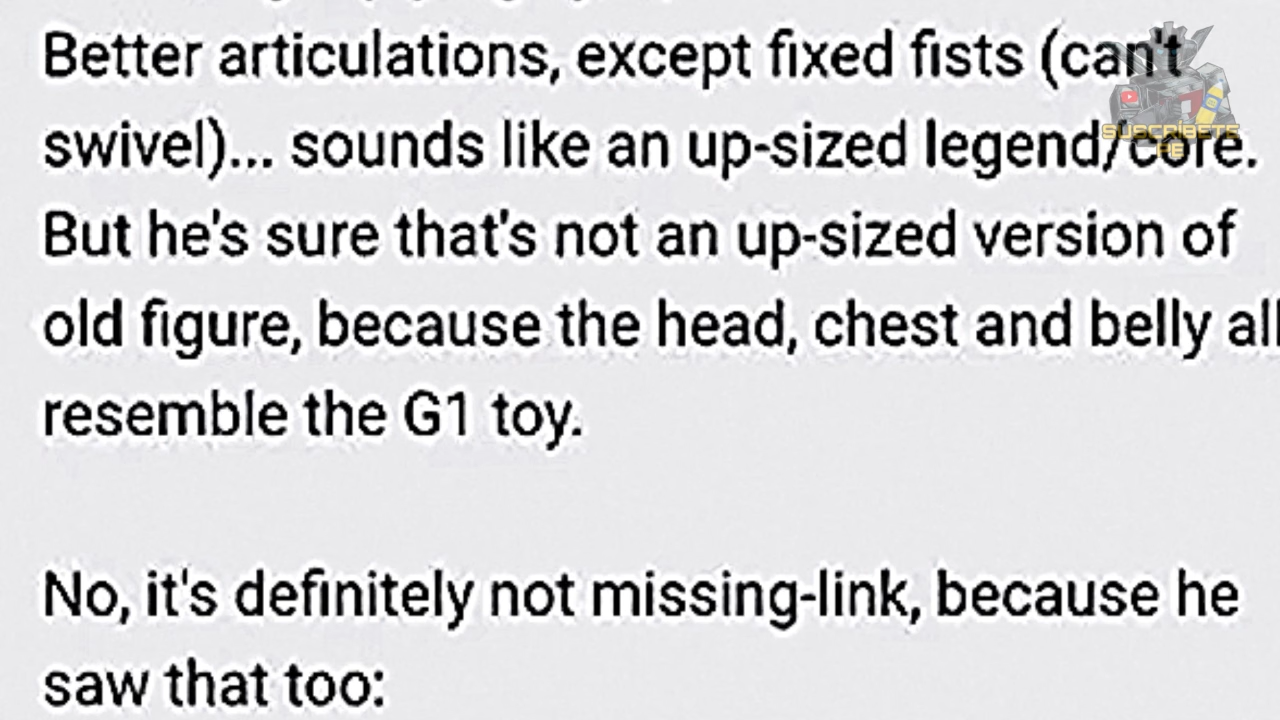 Better articulations, except fixed fists (can't
swivel)... sounds like an up-sized legend/core.
But he's sure that's not an up-sized version of
old figure, because the head, chest and belly all
resemble the G1 toy.
No, it's definitely not missing-link, because he
saw that too:
SUSCRÍBETE
PE